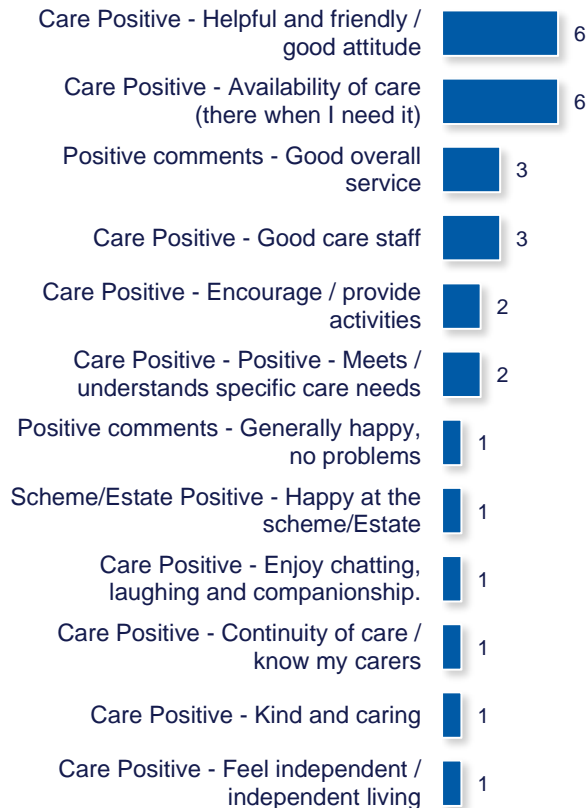 Care Positive - Helpful and friendly /
good attitude
6
Care Positive - Availability of care
(there when I need it)
6
Positive comments - Good overall
service
3
Care Positive - Good care staff
3
Care Positive - Encourage / provide
activities
2
Care Positive - Positive - Meets /
understands specific care needs
2
Positive comments - Generally happy,
no problems
1
Scheme/Estate Positive - Happy at the
scheme/Estate
1
Care Positive - Enjoy chatting,
laughing and companionship.
1
Care Positive - Continuity of care /
know my carers
1
Care Positive - Kind and caring
1
Care Positive - Feel independent /
independent living
1